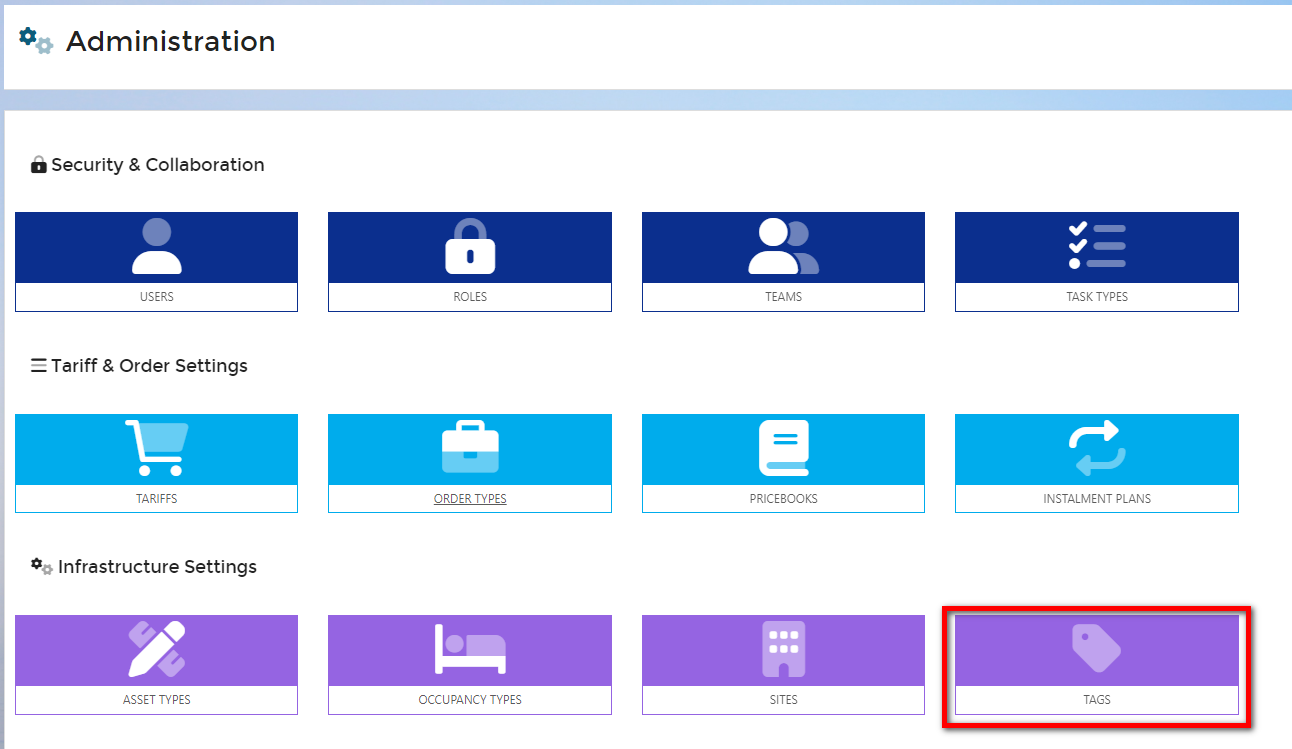 Administration
Security & Collaboration
USERS
ROLES
TEAMS
TASK TYPES
Tariff & Order Settings
TARIFFS
ORDER TYPES
PRICEBOOKS
INSTALMENT PLANS
Infrastructure Settings
ASSET TYPES
OCCUPANCY TYPES
SITES
TAGS